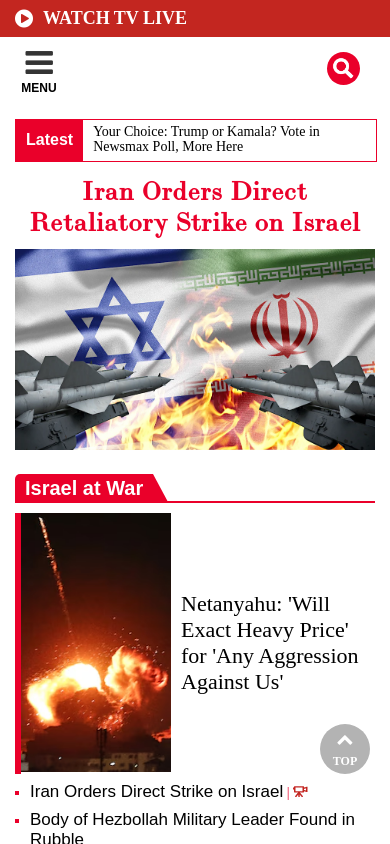 WATCH TV LIVE
MENU
Latest
Your Choice: Trump or Kamala? Vote in
Newsmax Poll, More Here
Iran Orders Direct
Retaliatory Strike on Israel
Israel at War
Netanyahu: 'Will
Exact Heavy Price'
for 'Any Aggression
Against Us'
TOP
Iran Orders Direct Strike on Israel |
Body of Hezbollah Military Leader Found in
Rubble